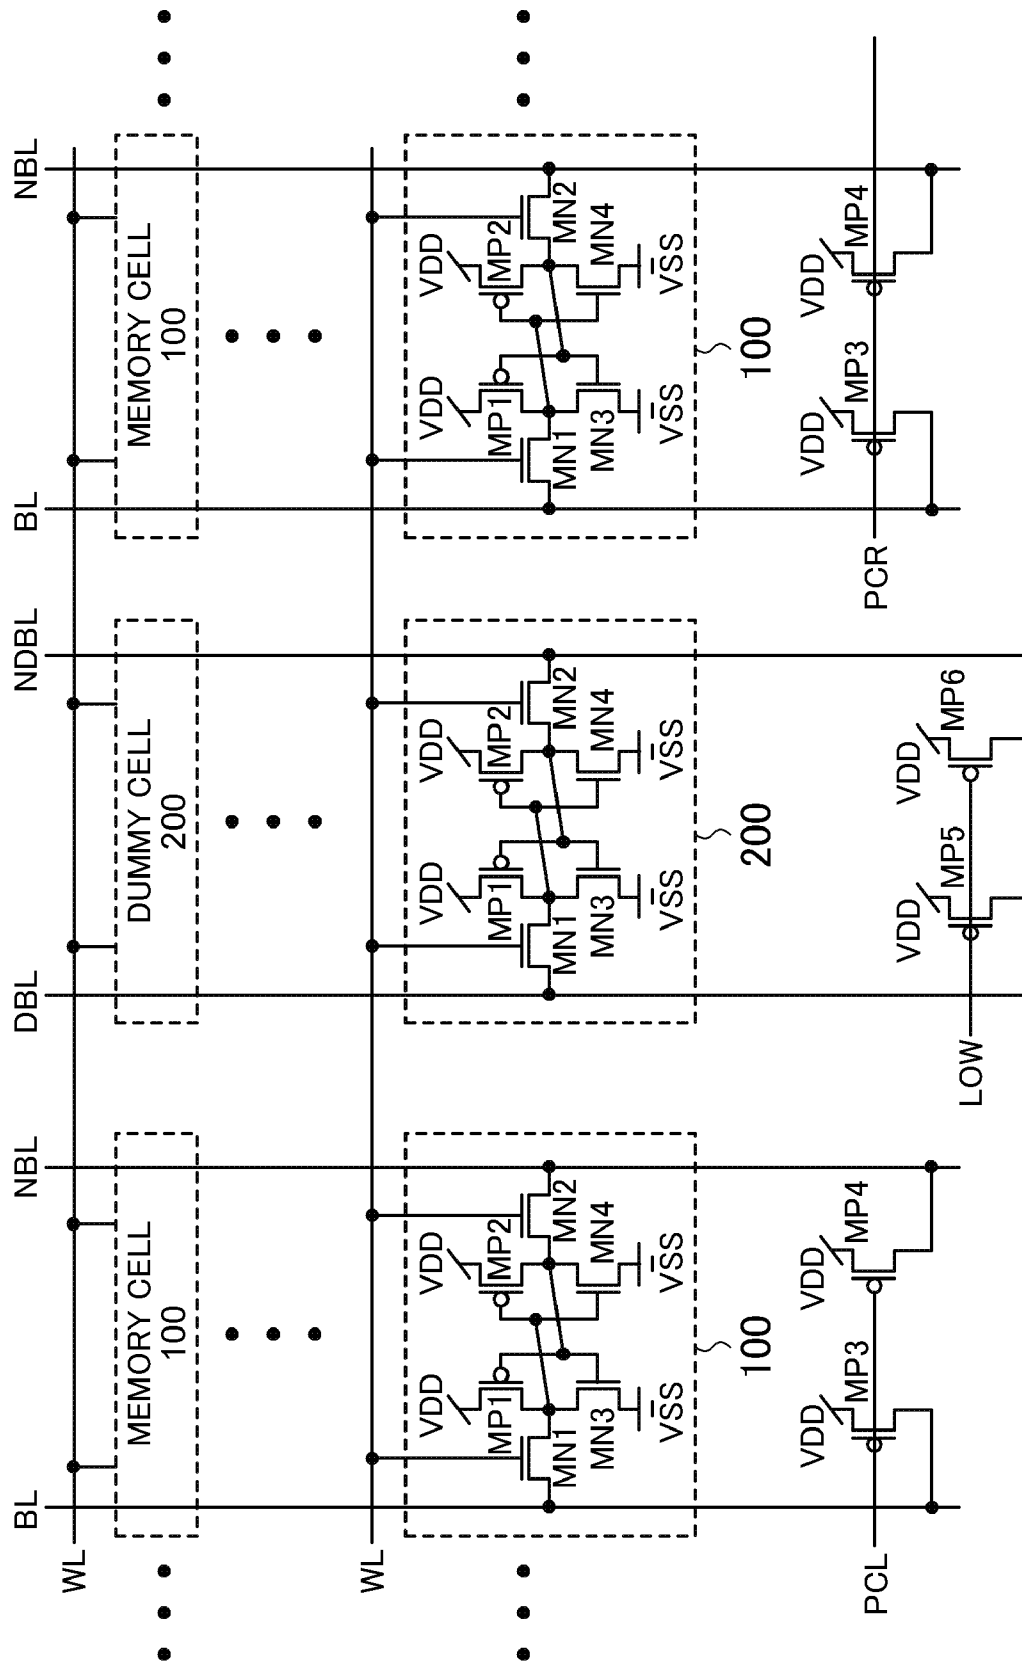 BL NBL DBL NDBL BL NBL
WL
MEMORY CELL DUMMY CELL MEMORY CELL
100 200 100
WL
VDD VDD VDD VDD VDD VDD
MP1 MP2 MP1 MP2 MP1 MP2
MN1 MN2 MN1 MN2 MN1 MN2
MN3 MN4 MN3 MN4 MN3 MN4
VSS VSS VSS VSS VSS VSS
100 200 100
VDD VDD VDD VDD
MP3 MP4 MP3 MP4
PCL PCR
VDD VDD
MP5 MP6
LOW